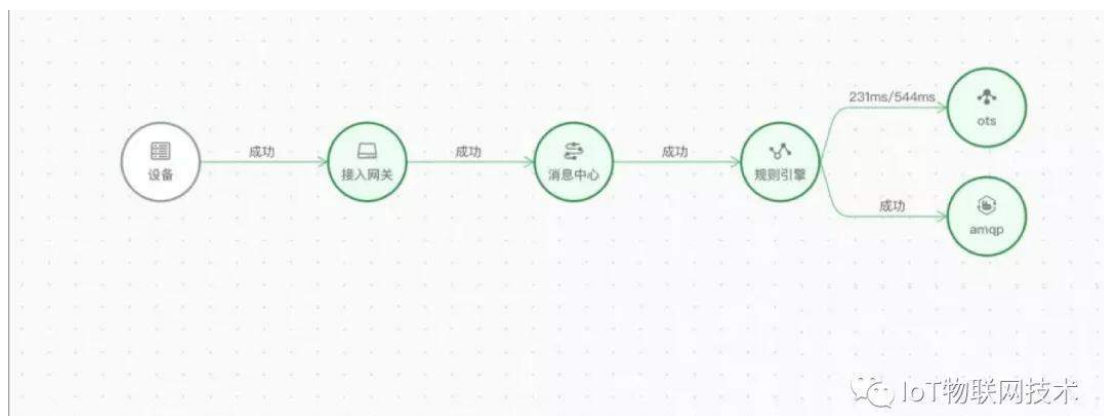 设备
成功
接入网关
成功
消息中心
成功
规则引擎
231ms/544ms
ots
成功
amqp
IoT物联网技术